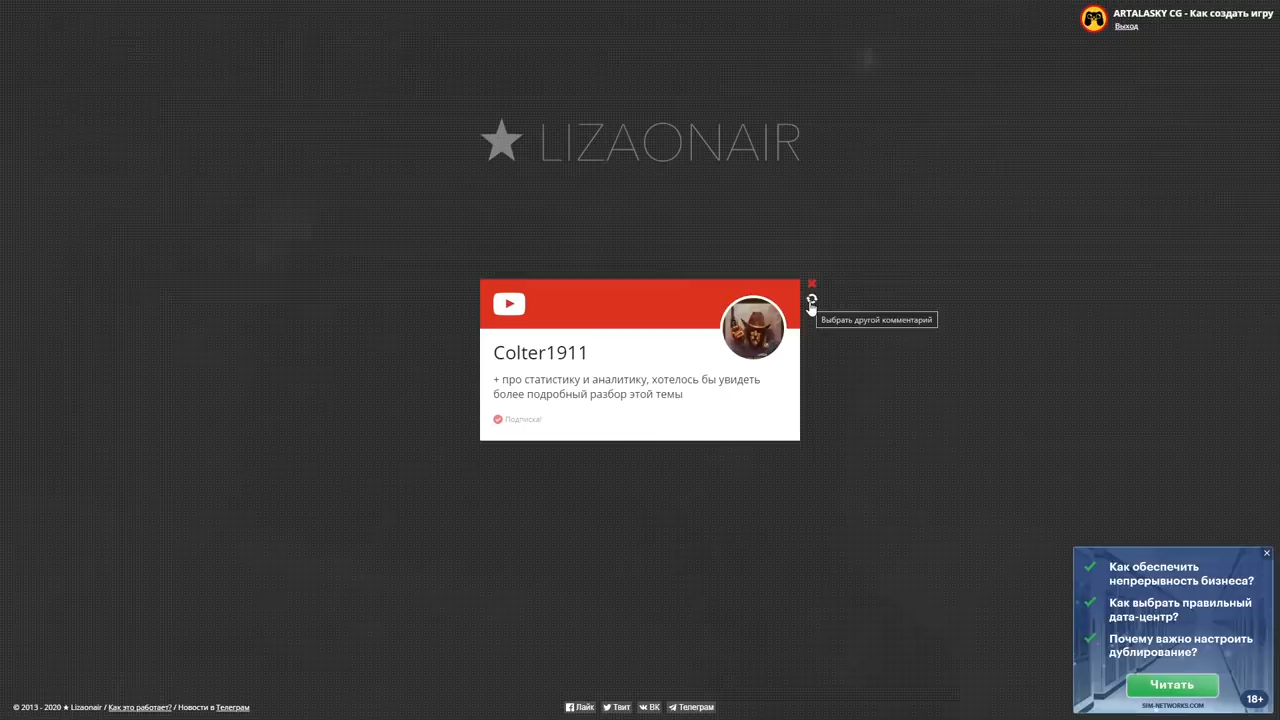 ARTALASKY CG - Как создать игру
Выход
LIZAONAIR
Выбрать другой комментарий
Colter1911
+ про статистику и аналитику, хотелось бы увидеть
более подробный разбор этой темы
Подписка!
Как обеспечить
непрерывность бизнеса?
Как выбрать правильный
дата-центр?
Почему важно настроить
дублирование?
Читать
18+
SIM-NETWORKS.COM
© 2013 - 2020 ★ Lizaonair / Как это работает? / Новости в Телеграм
Лайк Твит ВК Телеграм